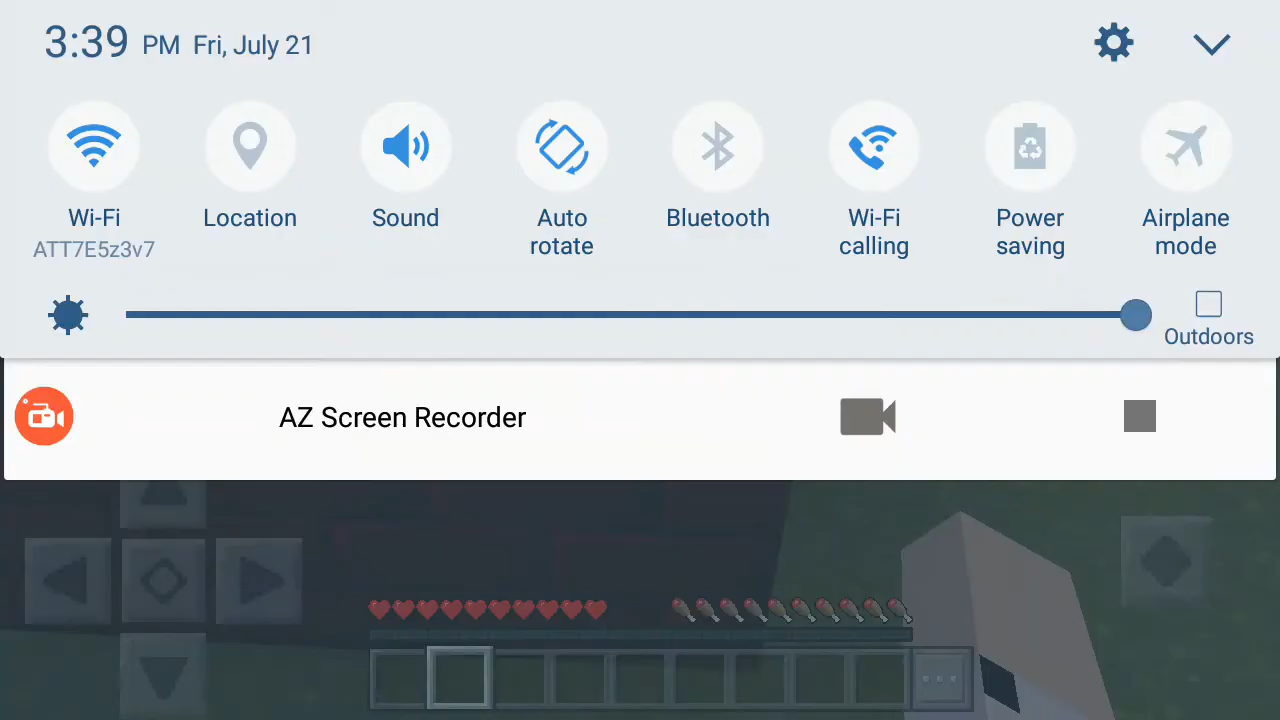 3:39 PM Fri, July 21
Wi-Fi
ATT7E5z3v7
Location
Sound
Auto
rotate
Bluetooth
Wi-Fi
calling
Power
saving
Airplane
mode
Outdoors
AZ Screen Recorder